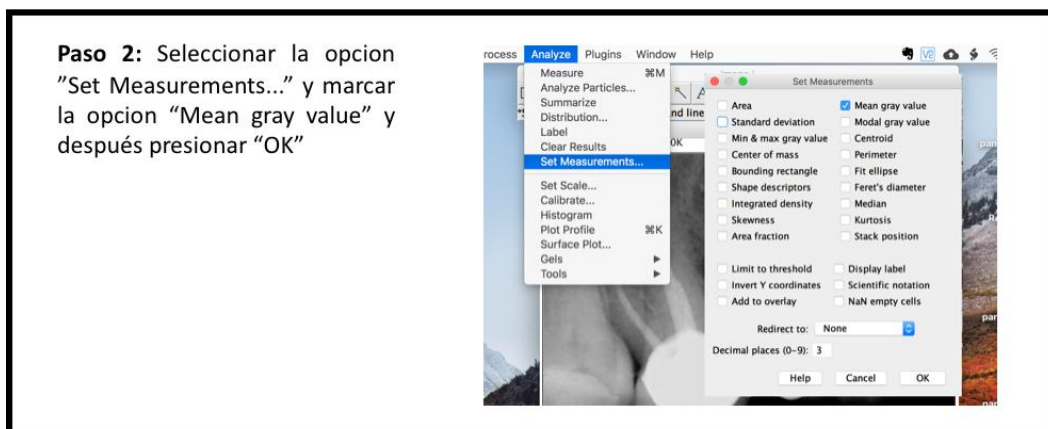 Paso 2: Seleccionar la opcion
”Set Measurements...” y marcar
la opcion “Mean gray value” y
después presionar “OK”
rocess Analyze Plugins Window Help
Measure ⌘M
Analyze Particles...
Summarize
Distribution...
Label
Clear Results
Set Measurements...
Set Scale...
Calibrate...
Histogram
Plot Profile ⌘K
Surface Plot...
Gels
Tools
nd line
OK
Set Measurements
Area Mean gray value
Standard deviation Modal gray value
Min & max gray value Centroid
Center of mass Perimeter
Bounding rectangle Fit ellipse
Shape descriptors Feret's diameter
Integrated density Median
Skewness Kurtosis
Area fraction Stack position
Limit to threshold Display label
Invert Y coordinates Scientific notation
Add to overlay NaN empty cells
Redirect to: None
Decimal places (0-9): 3
Help Cancel OK
pan
par